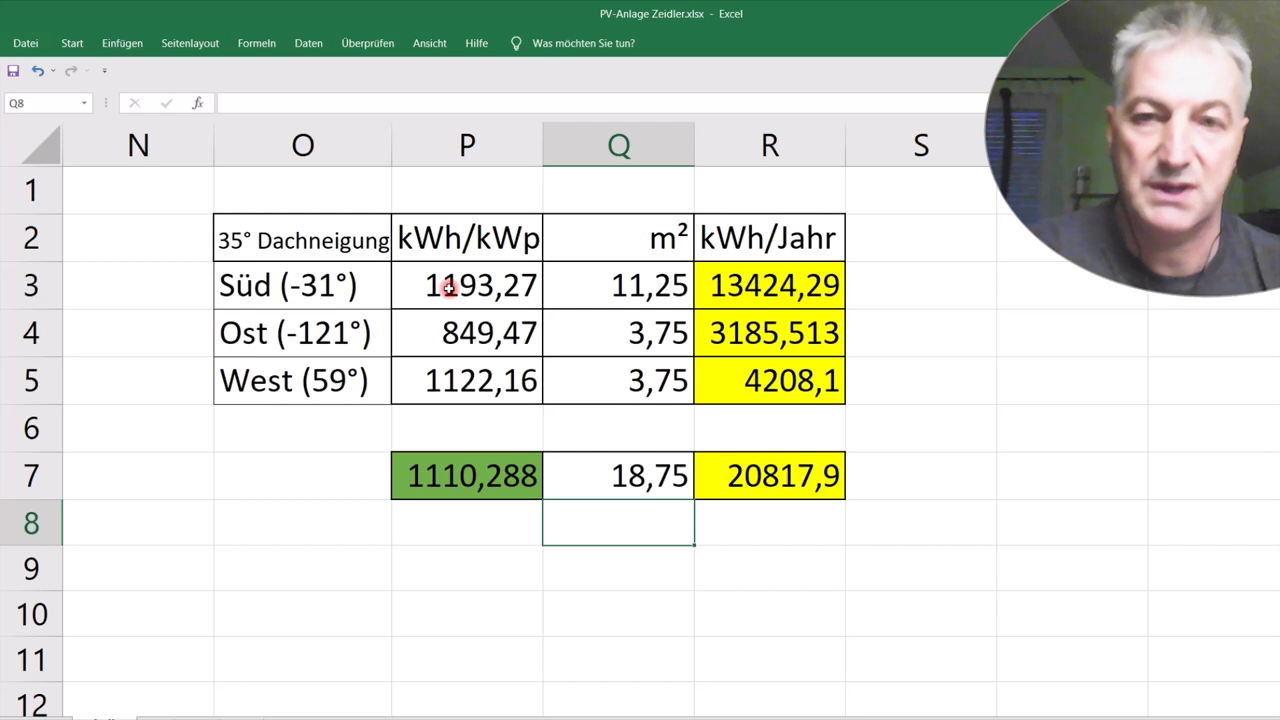 PV-Anlage Zeidler.xlsx - Excel
Datei Start Einfügen Seitenlayout Formeln Daten Überprüfen Ansicht Hilfe Was möchten Sie tun?
Q8 fx
N O P Q R S
1
2 35° Dachneigung kWh/kWp m² kWh/Jahr
3 Süd (-31°) 1193,27 11,25 13424,29
4 Ost (-121°) 849,47 3,75 3185,513
5 West (59°) 1122,16 3,75 4208,1
6
7 1110,288 18,75 20817,9
8
9
10
11
12